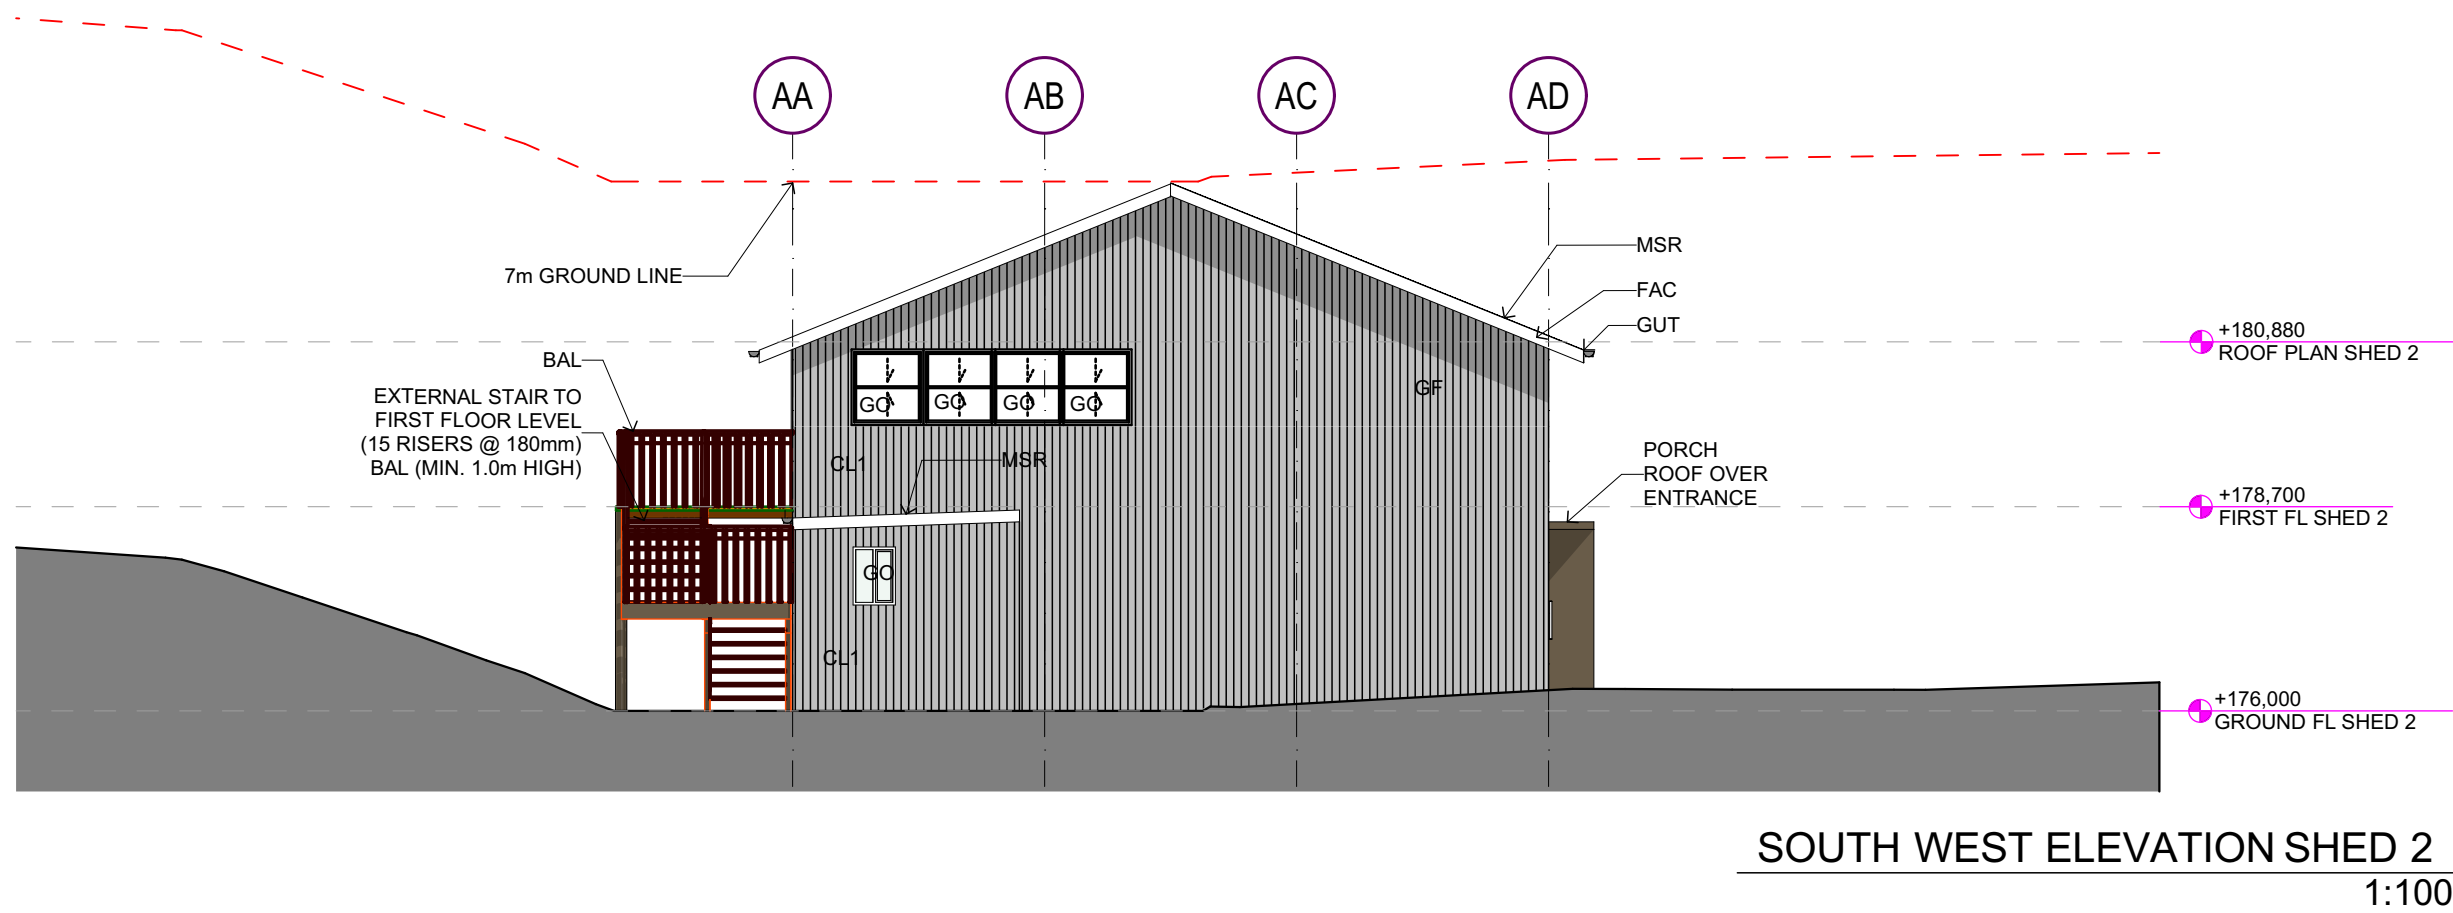 AA
AB
AC
AD
7m GROUND LINE
MSR
FAC
GUT
+180,880
ROOF PLAN SHED 2
BAL
EXTERNAL STAIR TO
FIRST FLOOR LEVEL
(15 RISERS @ 180mm)
BAL (MIN. 1.0m HIGH)
GO
GO
GO
GO
GF
CL1
MSR
PORCH
ROOF OVER
ENTRANCE
+178,700
FIRST FL SHED 2
GO
CL1
+176,000
GROUND FL SHED 2
SOUTH WEST ELEVATION SHED 2
1:100